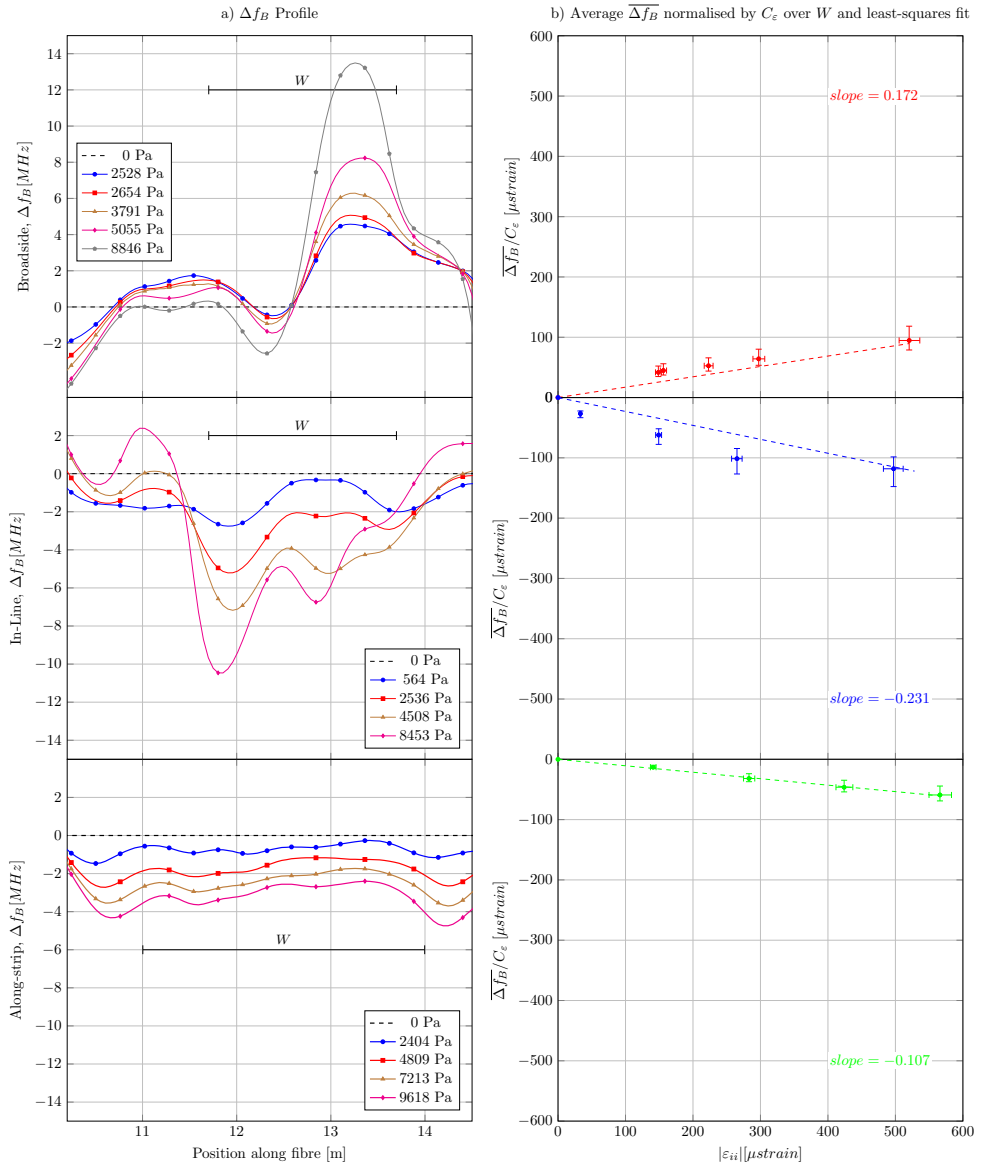 a) Δf_B Profile
b) Average \overline{Δf_B} normalised by C_ε over W and least-squares fit
Broadside, Δf_B[MHz]
14
12
10
8
6
4
2
0
−2
W
0 Pa
2528 Pa
2654 Pa
3791 Pa
5055 Pa
8846 Pa
In-Line, Δf_B[MHz]
2
0
−2
−4
−6
−8
−10
−12
−14
W
0 Pa
564 Pa
2536 Pa
4508 Pa
8453 Pa
Along-strip, Δf_B[MHz]
2
0
−2
−4
−6
−8
−10
−12
−14
W
0 Pa
2404 Pa
4809 Pa
7213 Pa
9618 Pa
11
12
13
14
Position along fibre [m]
\overline{Δf_B}/C_ε [μstrain]
600
500
400
300
200
100
0
slope = 0.172
\overline{Δf_B}/C_ε [μstrain]
0
−100
−200
−300
−400
−500
slope = −0.231
\overline{Δf_B}/C_ε [μstrain]
0
−100
−200
−300
−400
−500
−600
slope = −0.107
0
100
200
300
400
500
600
|ε_{ii}|[μstrain]